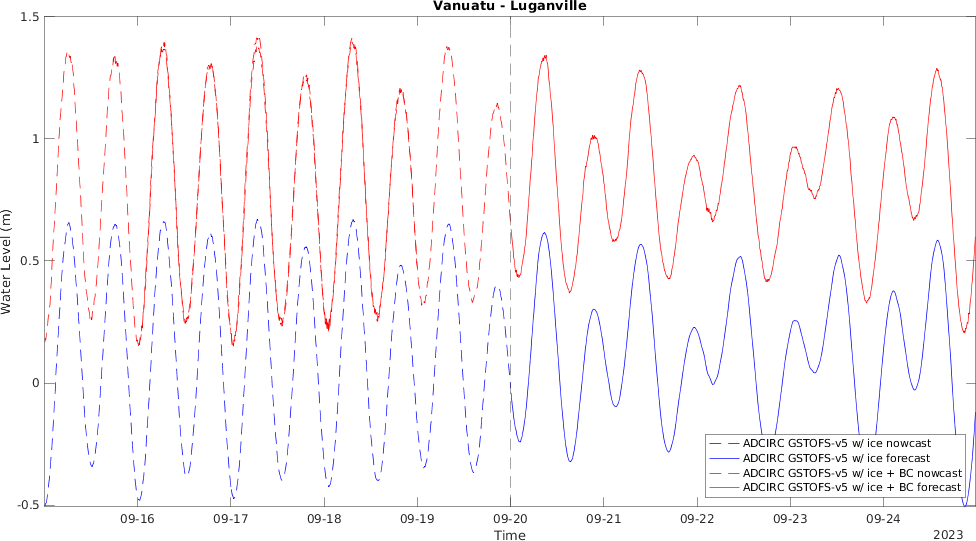 Vanuatu - Luganville
1.5
1
0.5
0
-0.5
Water Level (m)
ADCIRC GSTOFS-v5 w/ ice nowcast
ADCIRC GSTOFS-v5 w/ ice forecast
ADCIRC GSTOFS-v5 w/ ice + BC nowcast
ADCIRC GSTOFS-v5 w/ ice + BC forecast
09-16 09-17 09-18 09-19 09-20 09-21 09-22 09-23 09-24
Time
2023